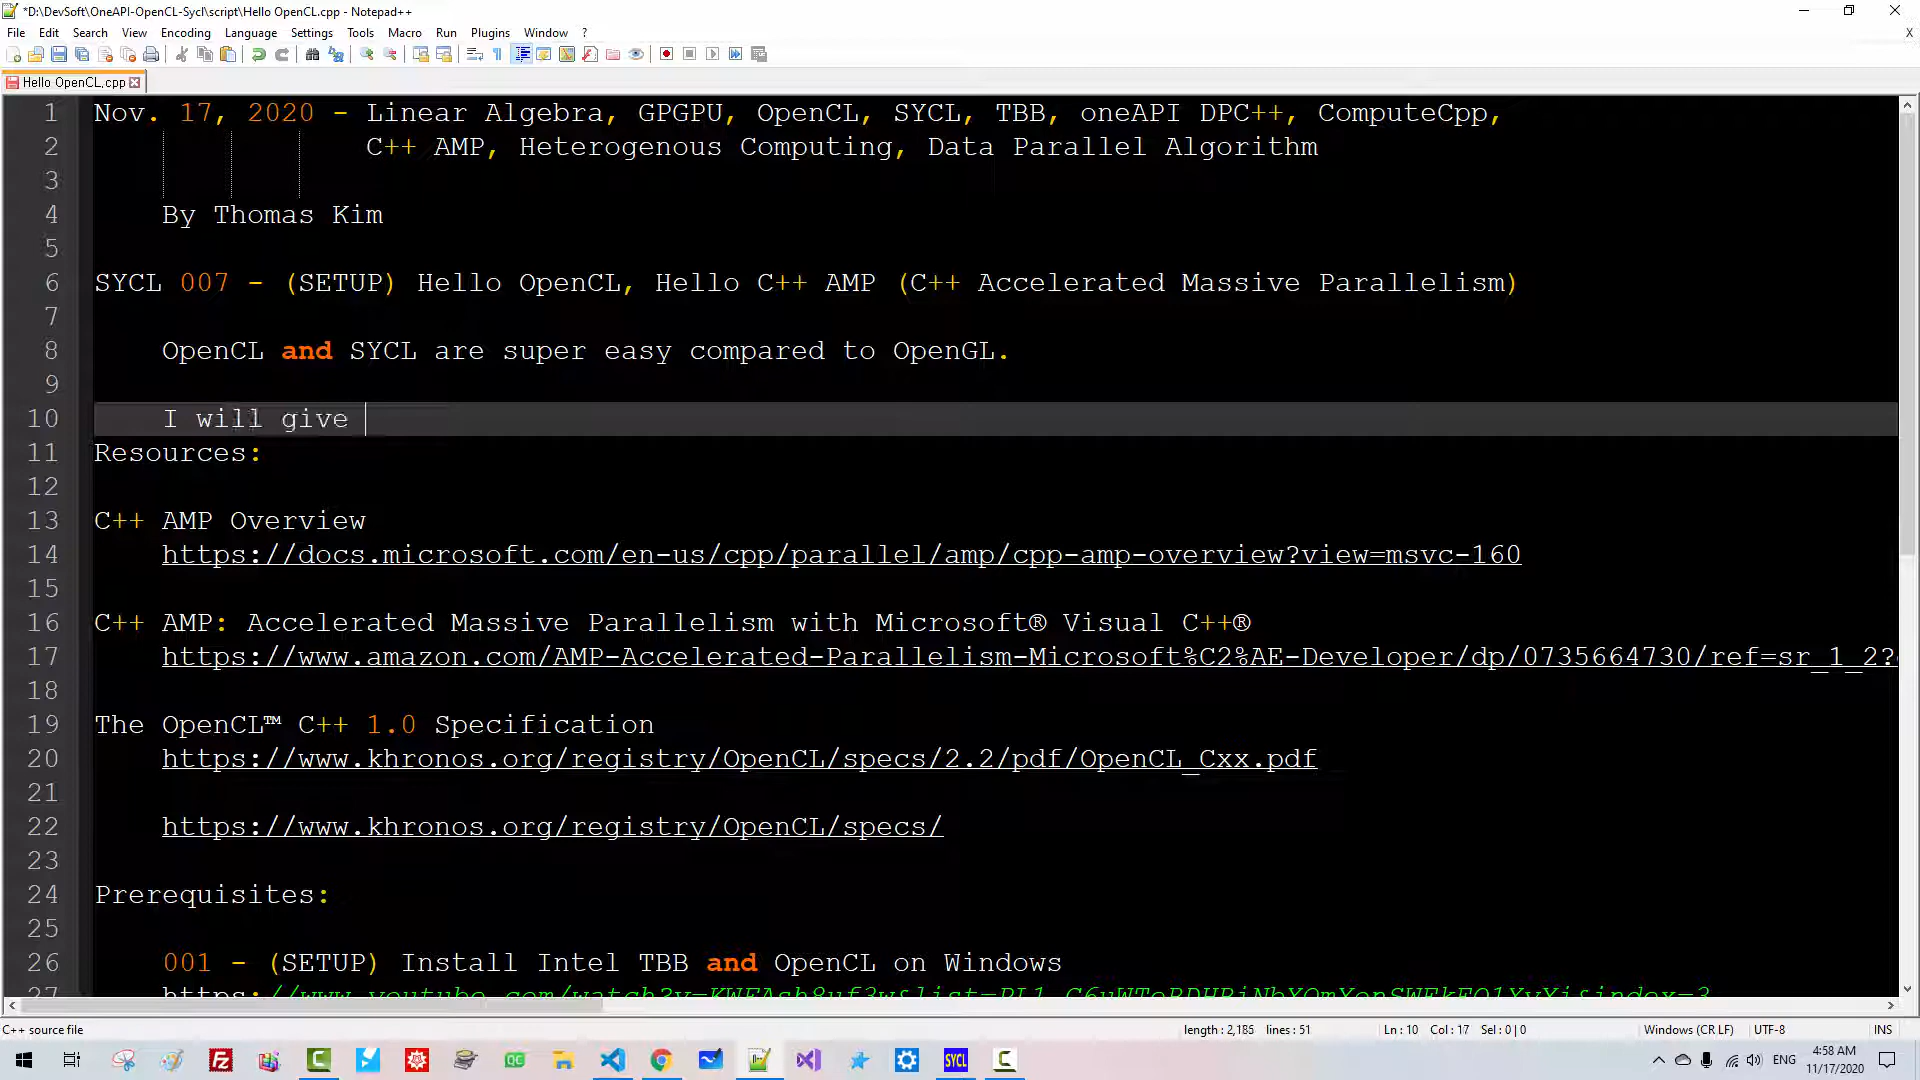 *D:\DevSoft\OneAPI-OpenCL-Sycl\script\Hello OpenCL.cpp - Notepad++
File Edit Search View Encoding Language Settings Tools Macro Run Plugins Window ? X
Hello OpenCL.cpp
1 Nov. 17, 2020 - Linear Algebra, GPGPU, OpenCL, SYCL, TBB, oneAPI DPC++, ComputeCpp,
2 C++ AMP, Heterogenous Computing, Data Parallel Algorithm
3
4 By Thomas Kim
5
6 SYCL 007 - (SETUP) Hello OpenCL, Hello C++ AMP (C++ Accelerated Massive Parallelism)
7
8 OpenCL and SYCL are super easy compared to OpenGL.
9
10 I will give
11 Resources:
12
13 C++ AMP Overview
14 https://docs.microsoft.com/en-us/cpp/parallel/amp/cpp-amp-overview?view=msvc-160
15
16 C++ AMP: Accelerated Massive Parallelism with Microsoft® Visual C++®
17 https://www.amazon.com/AMP-Accelerated-Parallelism-Microsoft%C2%AE-Developer/dp/0735664730/ref=sr_1_2?
18
19 The OpenCL™ C++ 1.0 Specification
20 https://www.khronos.org/registry/OpenCL/specs/2.2/pdf/OpenCL_Cxx.pdf
21
22 https://www.khronos.org/registry/OpenCL/specs/
23
24 Prerequisites:
25
26 001 - (SETUP) Install Intel TBB and OpenCL on Windows
27
C++ source file length : 2,185 lines : 51 Ln : 10 Col : 17 Sel : 0 | 0 Windows (CR LF) UTF-8 INS
QC SYCL ENG 4:58 AM
11/17/2020